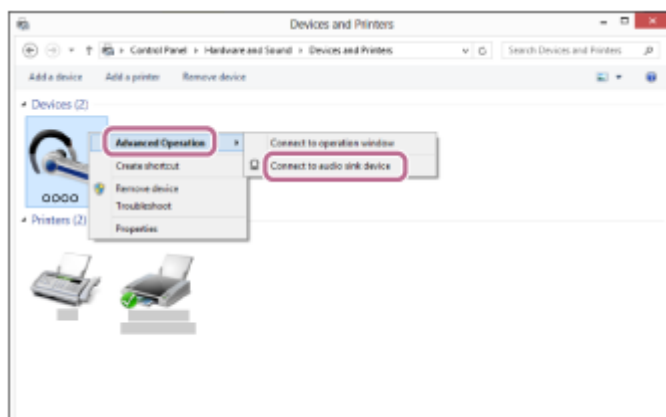 Devices and Printers
Control Panel ▸ Hardware and Sound ▸ Devices and Printers
Search Devices and Printers
Add a device Add a printer Remove device
Devices (2)
Advanced Operation
Connect to operation window
Create shortcut
Connect to audio sink device
Remove device
Troubleshoot
OOOO
Printers (2)
Properties